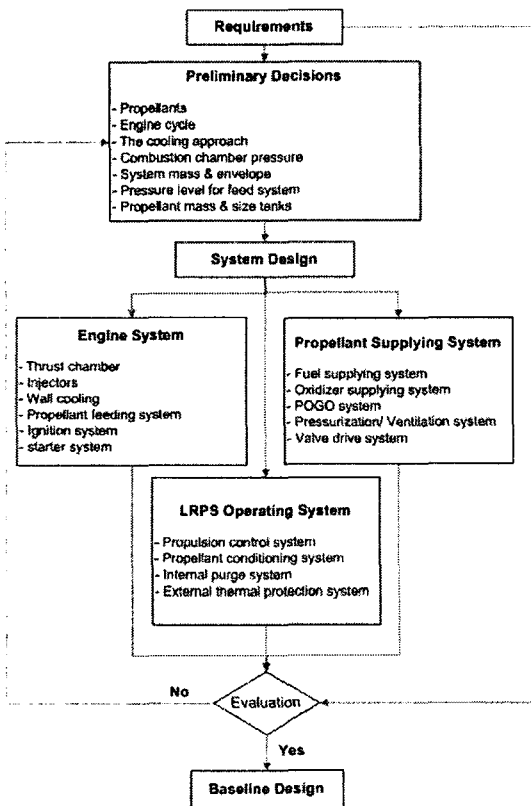 Requirements
Preliminary Decisions
- Propellants
- Engine cycle
- The cooling approach
- Combustion chamber pressure
- System mass & envelope
- Pressure level for feed system
- Propellant mass & size tanks
System Design
Engine System
- Thrust chamber
- Injectors
- Wall cooling
- Propellant feeding system
- Ignition system
- starter system
Propellant Supplying System
- Fuel supplying system
- Oxidizer supplying system
- POGO system
- Pressurization/ Ventilation system
- Valve drive system
LRPS Operating System
- Propulsion control system
- Propellant conditioning system
- Internal purge system
- External thermal protection system
No
Evaluation
Yes
Baseline Design